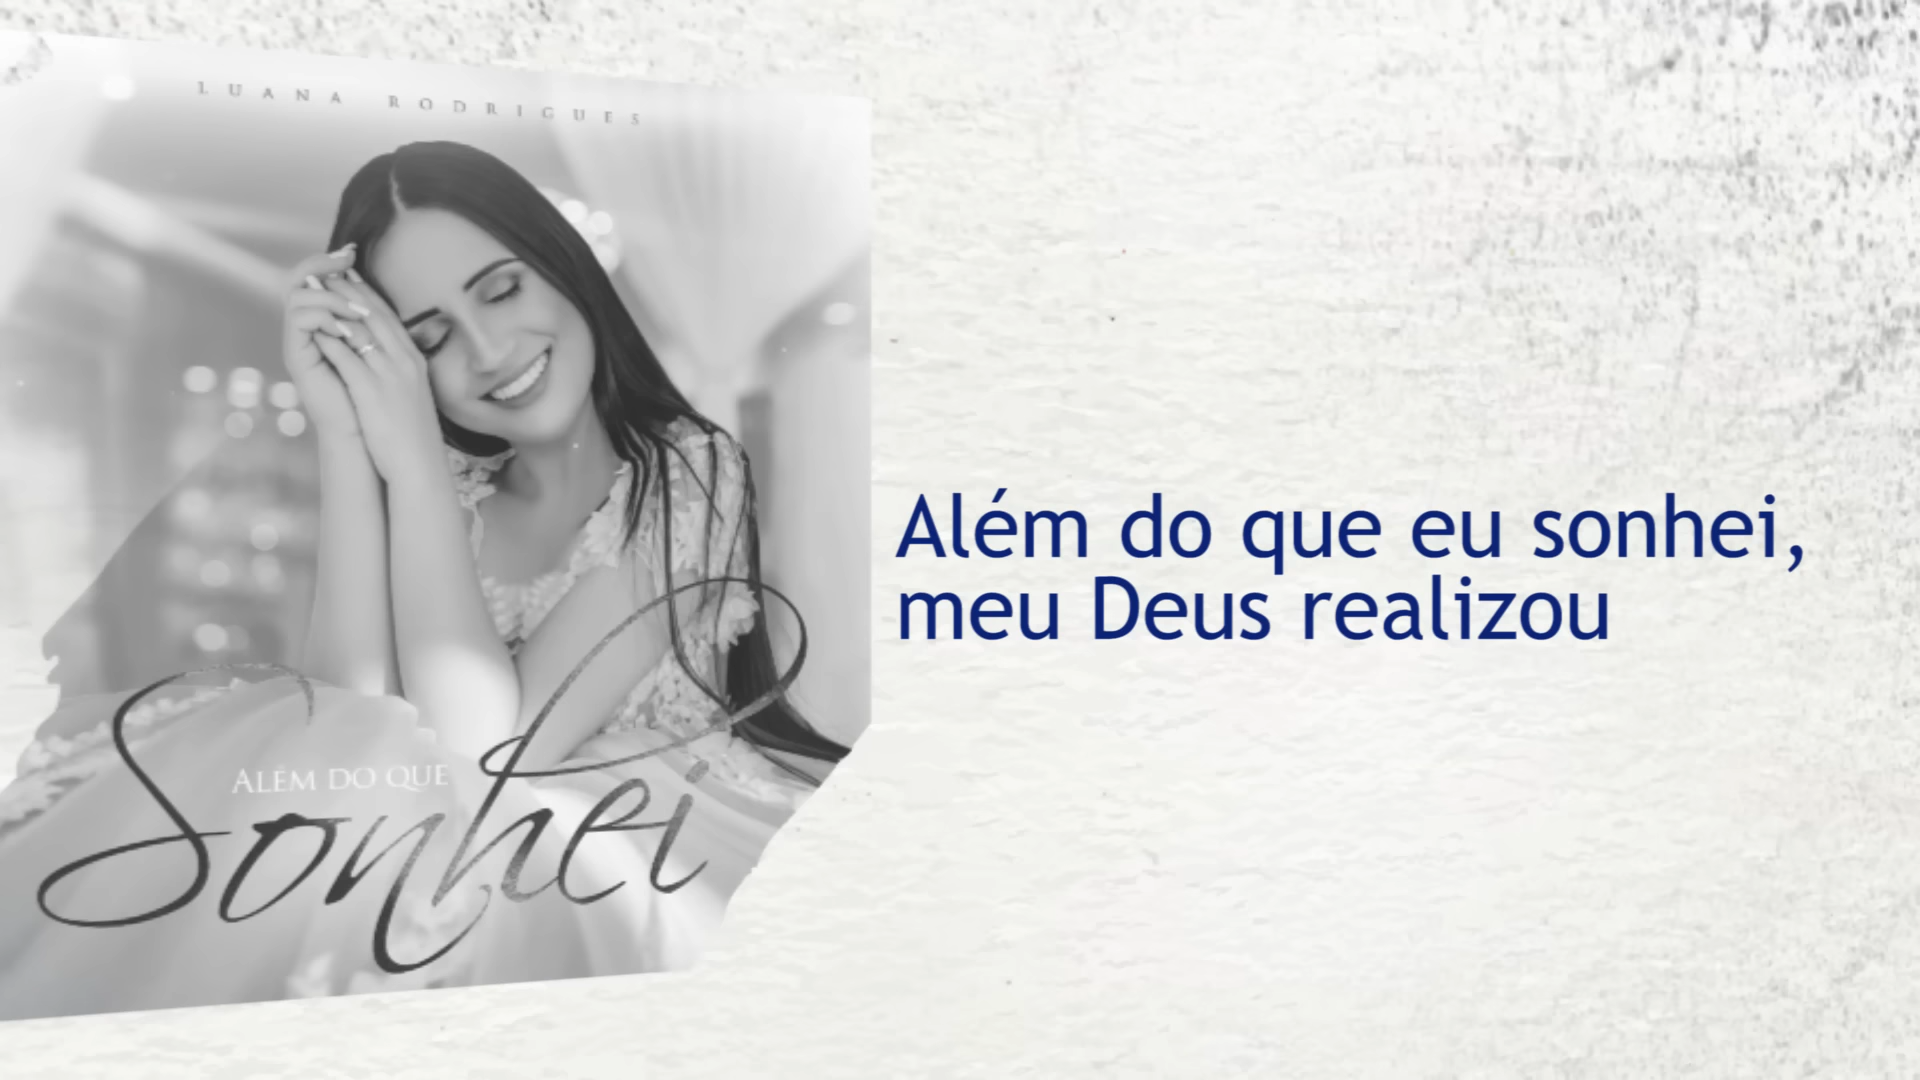 LUANA RODRIGUES
ALÉM DO QUE
Sonhei
Além do que eu sonhei,
meu Deus realizou